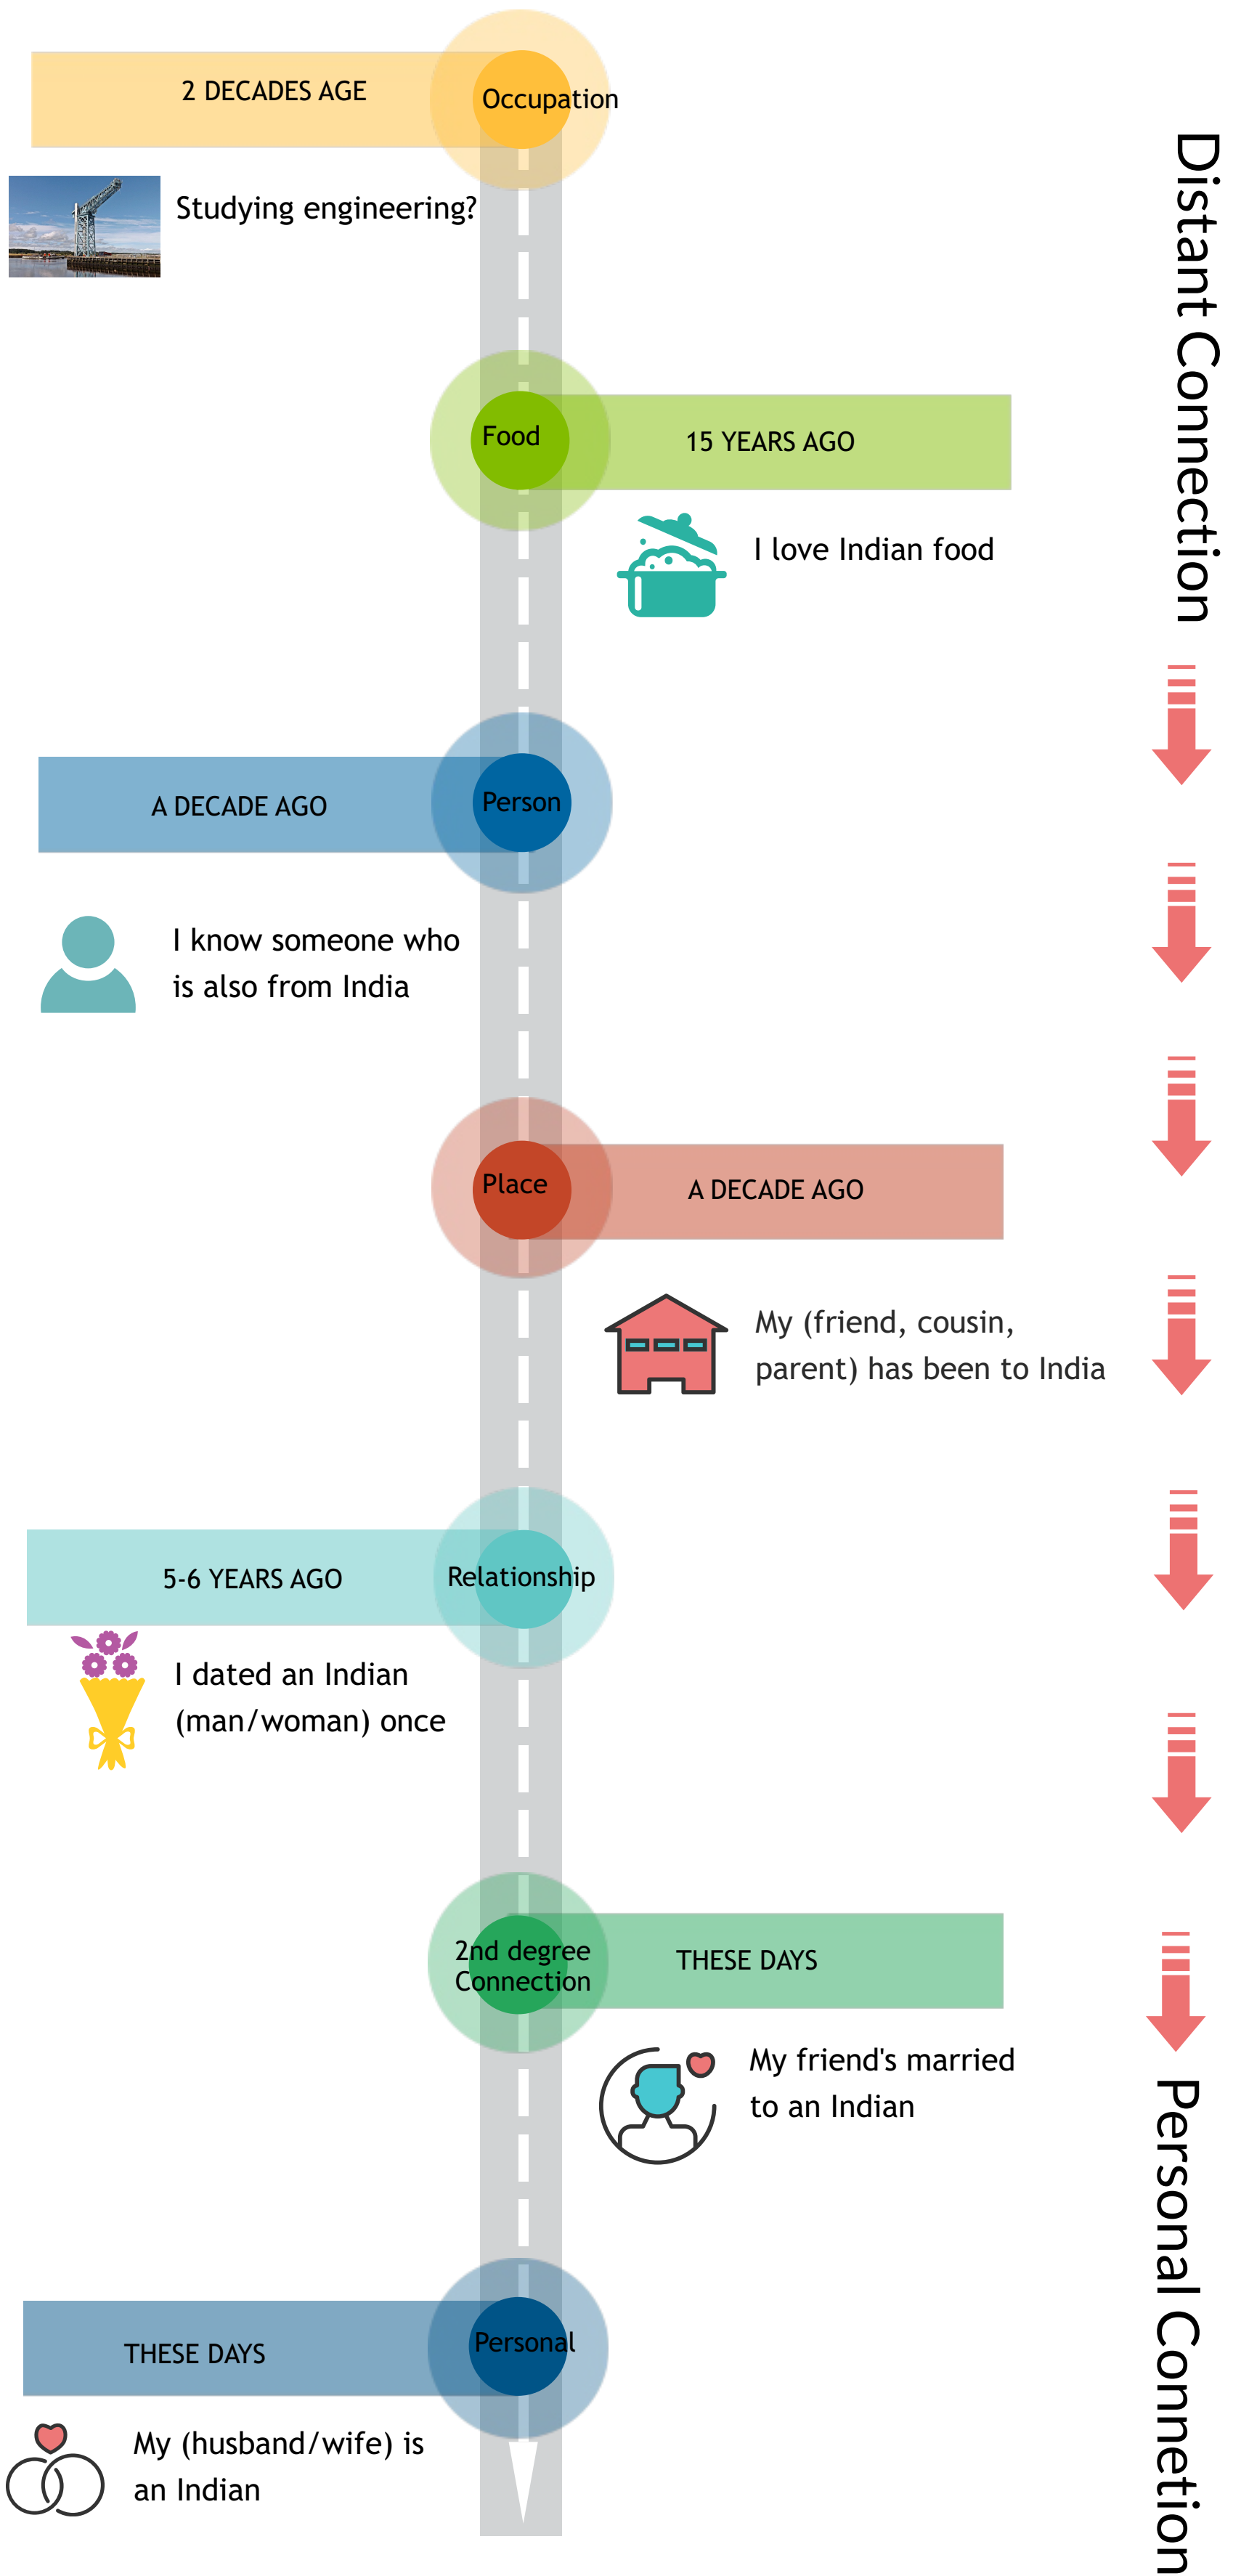 2 DECADES AGE
Occupation
Studying engineering?
Distant Connection
Food
15 YEARS AGO
I love Indian food
A DECADE AGO
Person
I know someone who
is also from India
Place
A DECADE AGO
My (friend, cousin,
parent) has been to India
5-6 YEARS AGO
Relationship
I dated an Indian
(man/woman) once
2nd degree
Connection
THESE DAYS
My friend's married
to an Indian
Personal Connetion
THESE DAYS
Personal
My (husband/wife) is
an Indian